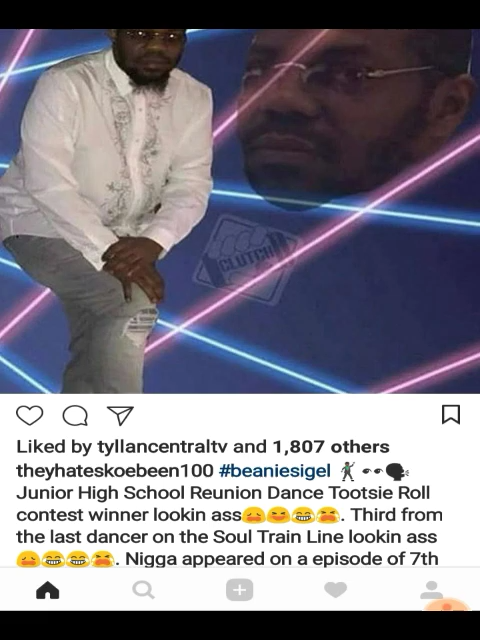 CLUTCH
Liked by tyllancentraltv and 1,807 others
theyhateskoebeen100 #beaniesigel 🕺🏿 👀🗣
Junior High School Reunion Dance Tootsie Roll
contest winner lookin ass😩😆😂😫. Third from
the last dancer on the Soul Train Line lookin ass
😩😂😂😫. Nigga appeared on a episode of 7th